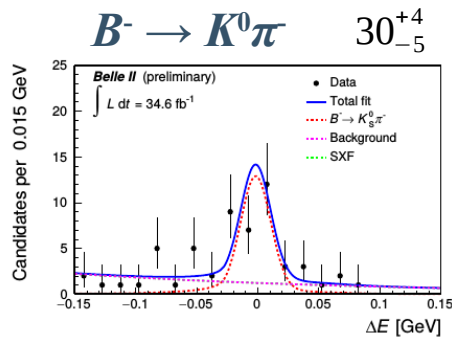 B⁻ → K⁰π⁻ 30⁺⁴₋₅
Belle II (preliminary)
∫ L dt = 34.6 fb⁻¹
Data
Total fit
B⁻→ K⁰_S π⁻
Background
SXF
Candidates per 0.015 GeV
25
20
15
10
5
0
−0.15 −0.1 −0.05 0 0.05 0.1 0.15
ΔE [GeV]